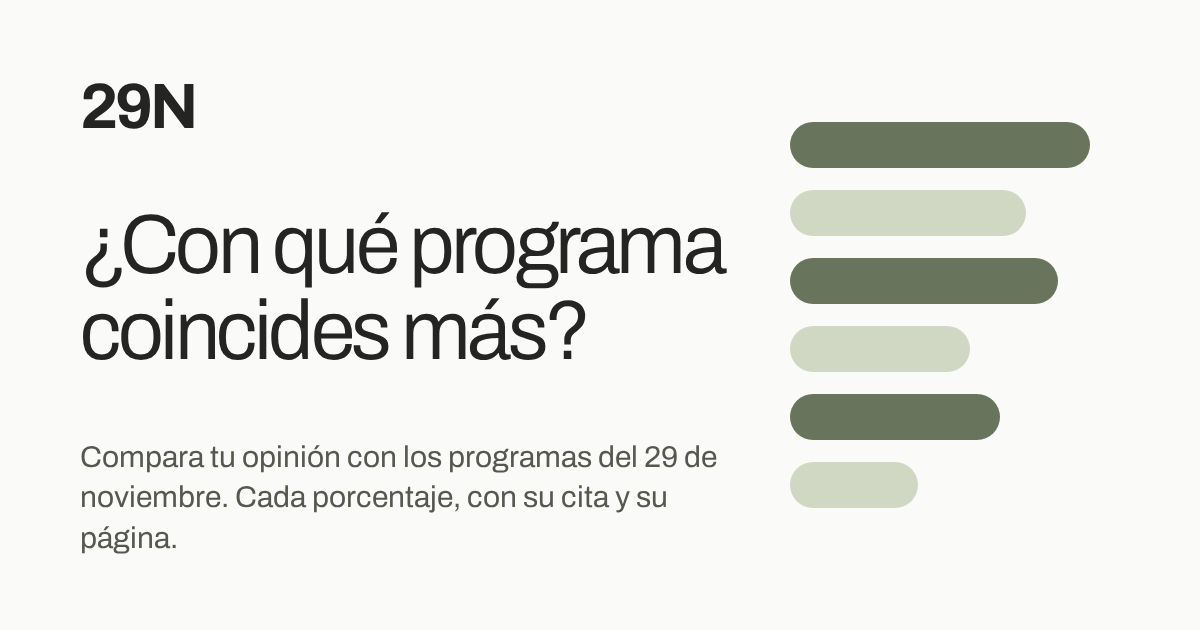 29N
¿Con qué programa
coincides más?
Compara tu opinión con los programas del 29 de
noviembre. Cada porcentaje, con su cita y su
página.